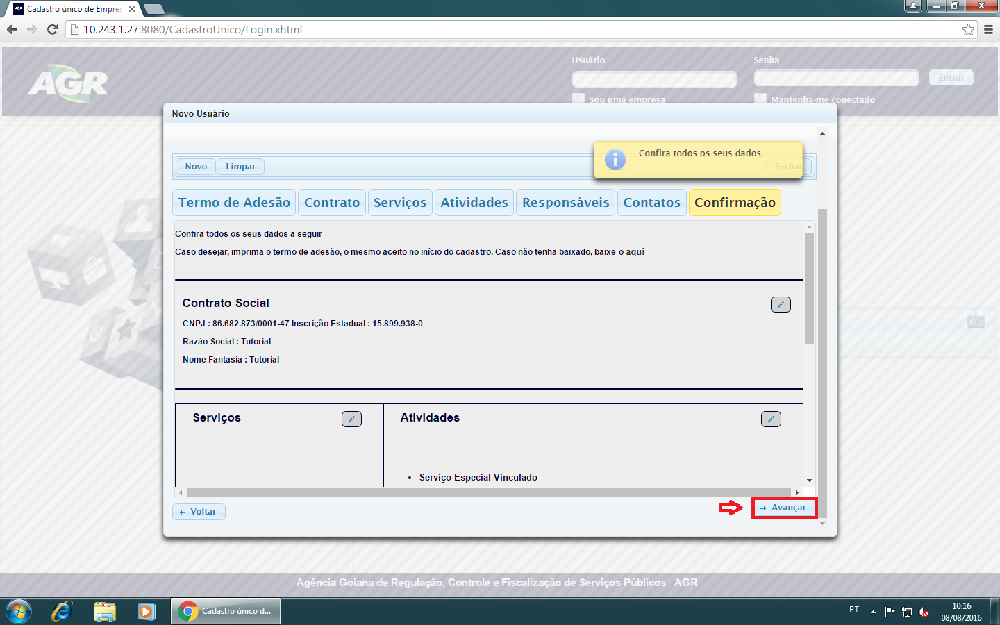 Cadastro único de Empres
10.243.1.27:8080/CadastroUnico/Login.xhtml
AGR
Usuário
Senha
Entrar
Sou uma empresa
Mantenha-me conectado
Novo Usuário
Confira todos os seus dados
Novo
Limpar
Fechar
Termo de Adesão
Contrato
Serviços
Atividades
Responsáveis
Contatos
Confirmação
Confira todos os seus dados a seguir
Caso desejar, imprima o termo de adesão, o mesmo aceito no início do cadastro. Caso não tenha baixado, baixe-o aqui
Contrato Social
CNPJ : 86.682.873/0001-47 Inscrição Estadual : 15.899.938-0
Razão Social : Tutorial
Nome Fantasia : Tutorial
Serviços
Atividades
• Serviço Especial Vinculado
Voltar
Avançar
Agência Goiana de Regulação, Controle e Fiscalização de Serviços Públicos AGR
Cadastro único d...
PT
10:16
08/08/2016